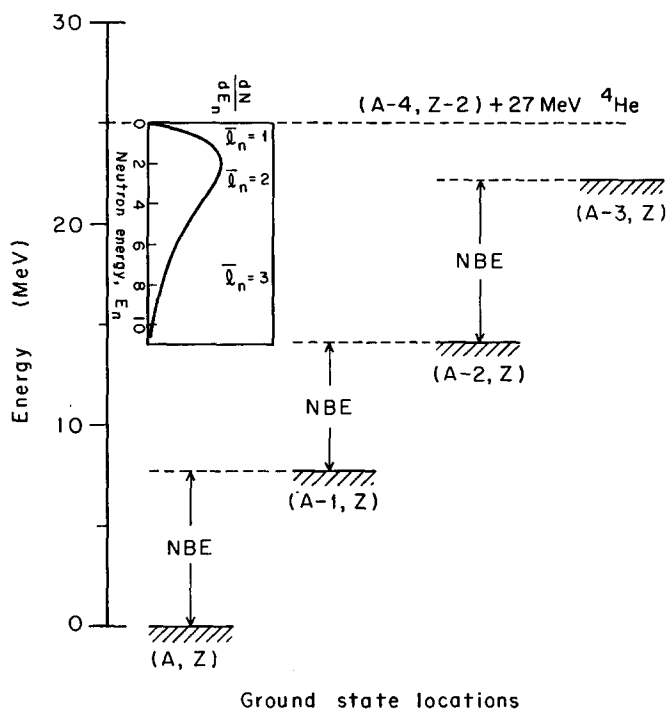 30
dN
dEn
(A-4, Z-2) + 27 MeV 4He
0
2
4
6
8
10
Neutron energy, En
l̅n = 1
l̅n = 2
l̅n = 3
(A-3, Z)
20
NBE
Energy (MeV)
(A-2, Z)
NBE
10
(A-1, Z)
NBE
0
(A, Z)
Ground state locations